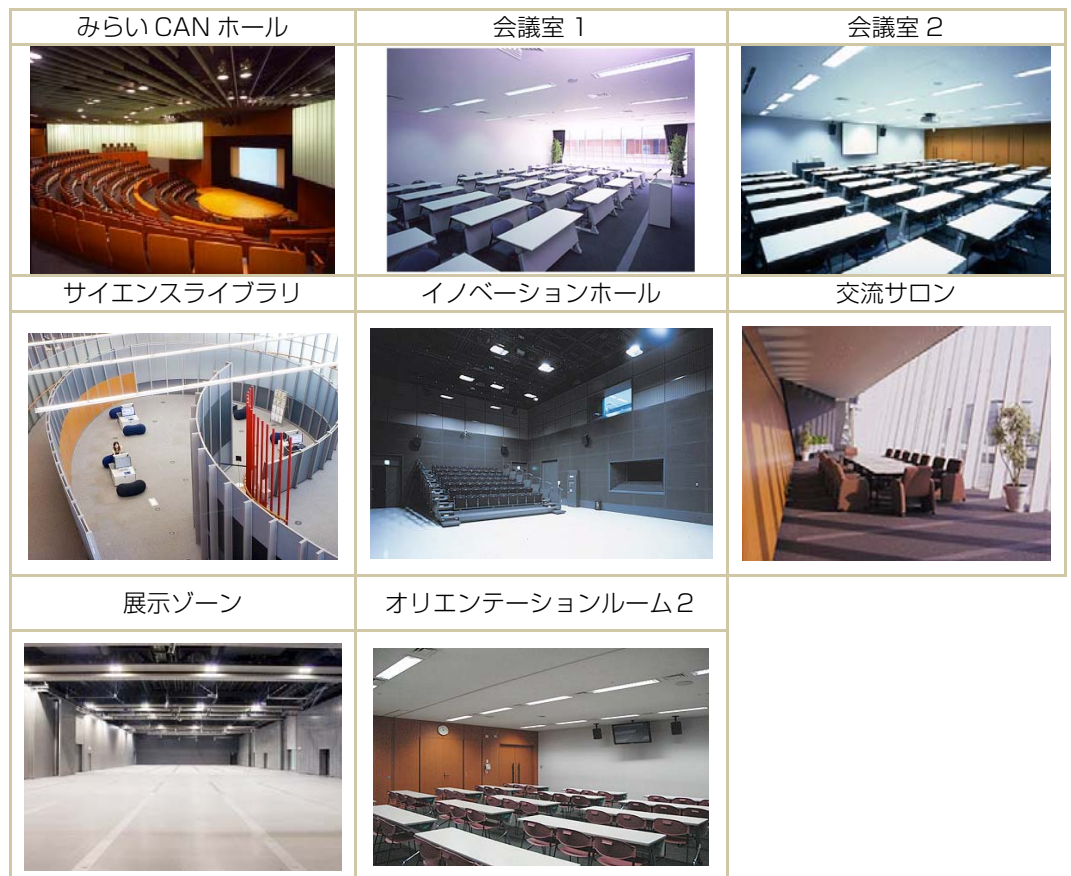 みらい CAN ホール
会議室 1
会議室 2
サイエンスライブラリ
イノベーションホール
交流サロン
展示ゾーン
オリエンテーションルーム2